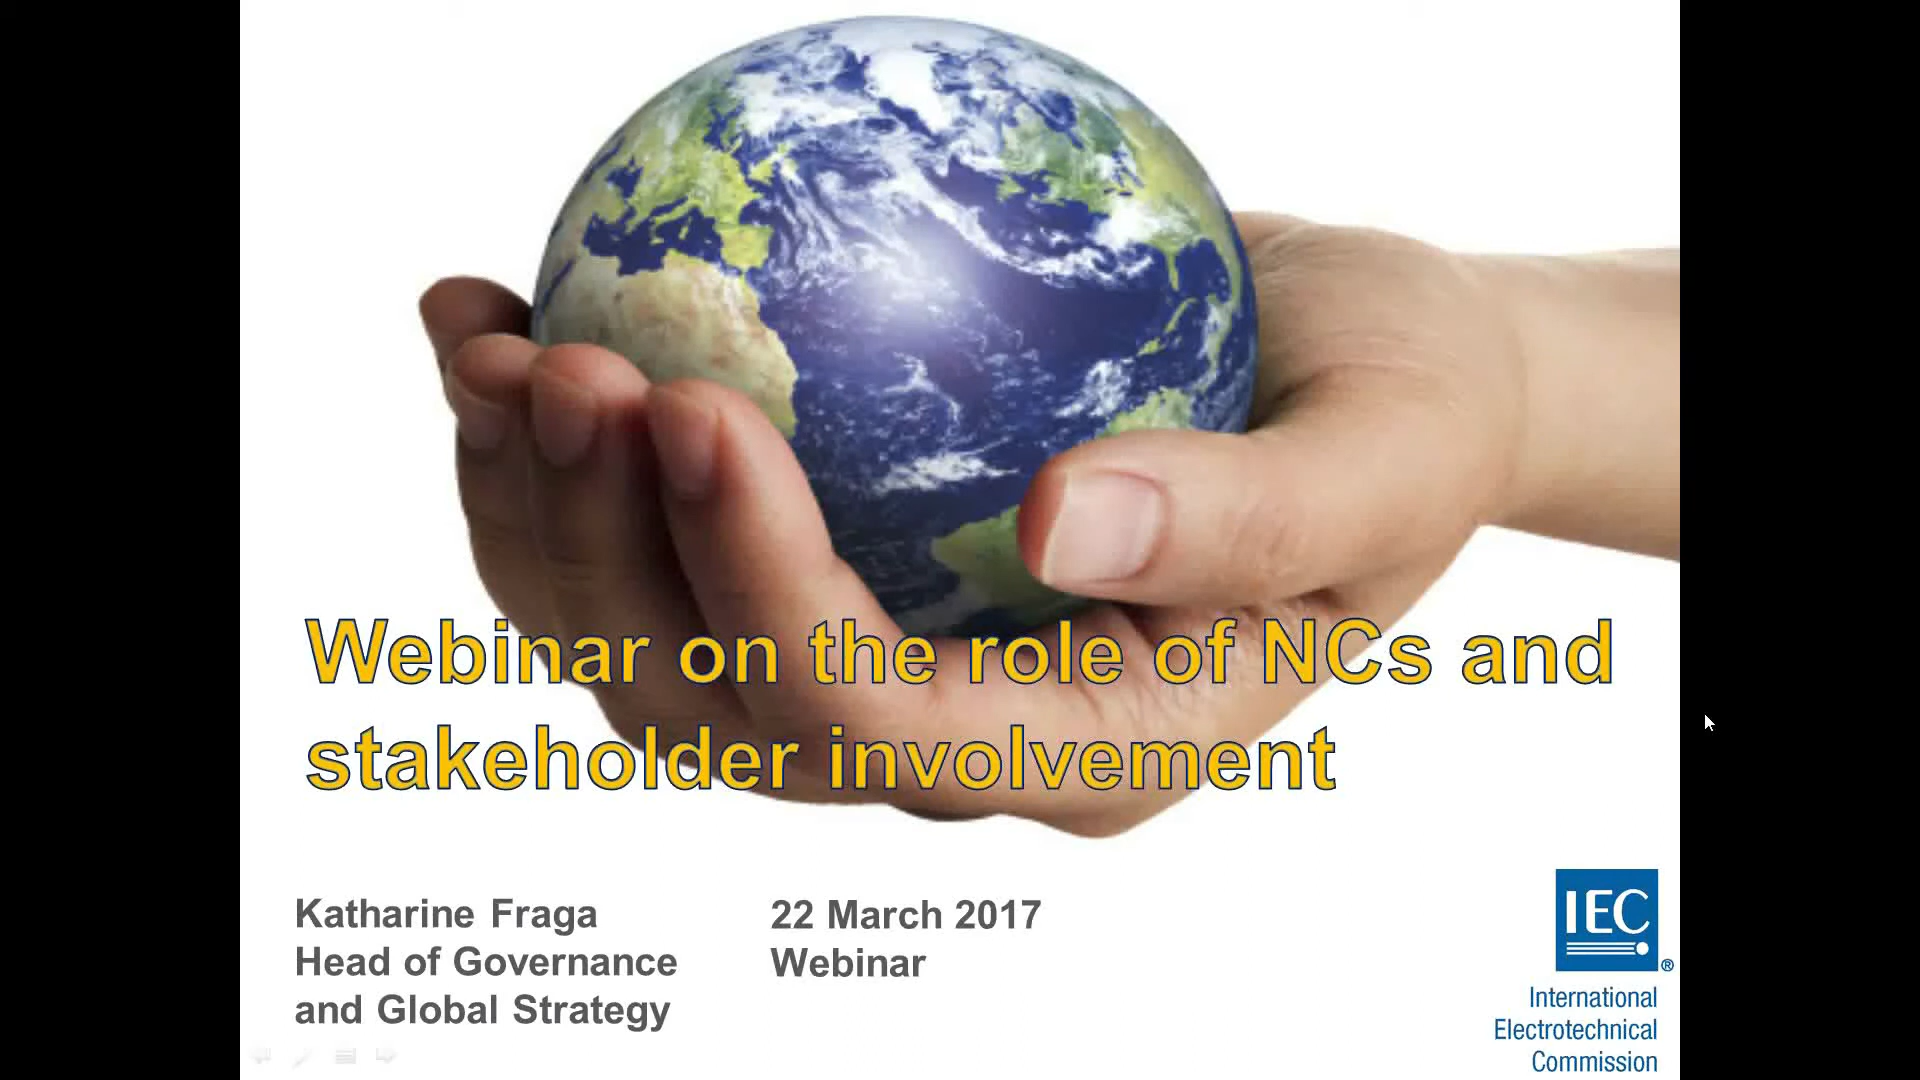 Webinar on the role of NCs and
stakeholder involvement
Katharine Fraga
Head of Governance
and Global Strategy
22 March 2017
Webinar
IEC
®
International
Electrotechnical
Commission